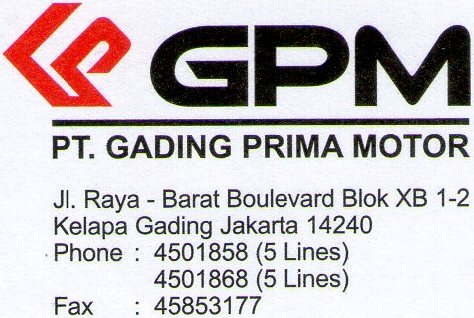 GPM
PT. GADING PRIMA MOTOR
Jl. Raya - Barat Boulevard Blok XB 1-2
Kelapa Gading Jakarta 14240
Phone : 4501858 (5 Lines)
4501868 (5 Lines)
Fax : 45853177